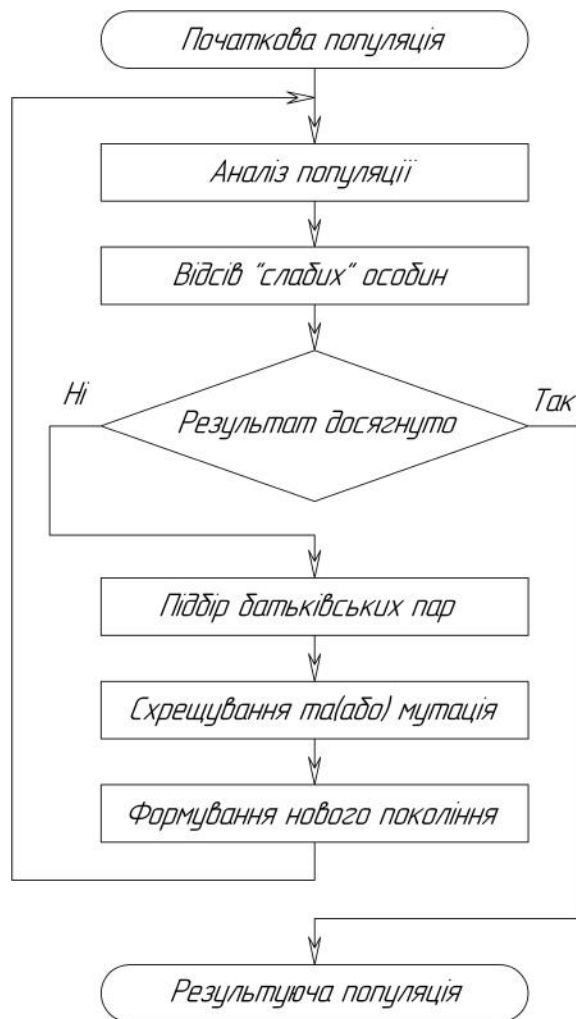 Початкова популяція
Аналіз популяції
Відсів "слабих" особин
Ні
Так
Результат досягнуто
Підбір батьківських пар
Схрещування та(або) мутація
Формування нового покоління
Результуюча популяція